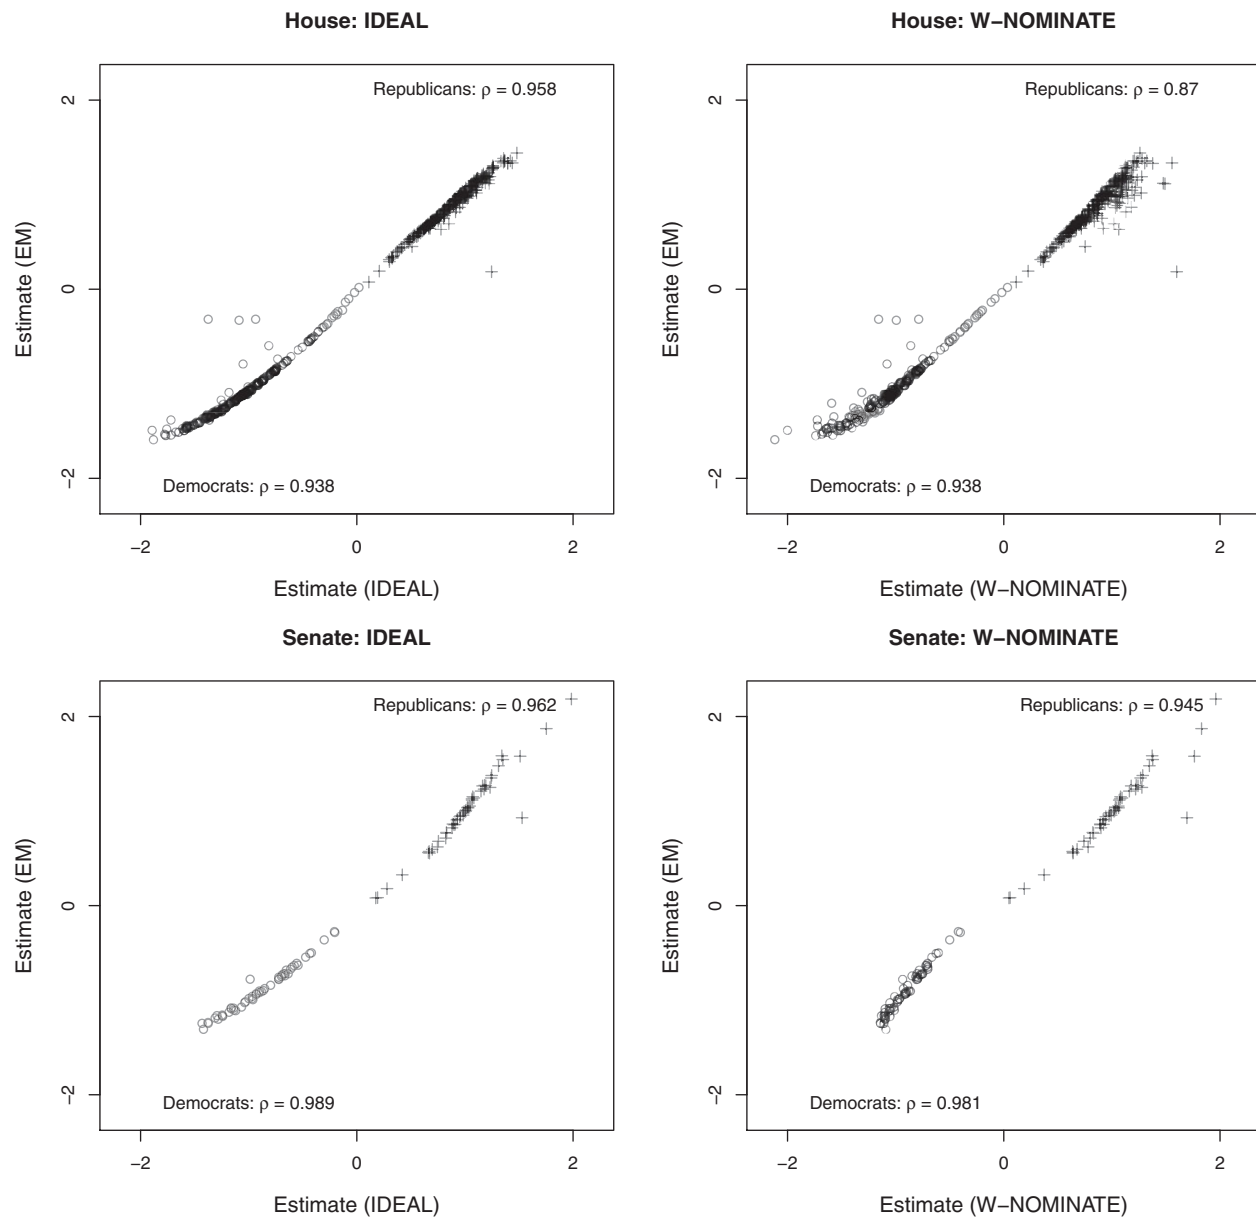 House: IDEAL
Republicans: ρ = 0.958
Estimate (EM)
2
0
−2
Democrats: ρ = 0.938
−2 0 2
Estimate (IDEAL)
House: W−NOMINATE
Republicans: ρ = 0.87
Estimate (EM)
2
0
−2
Democrats: ρ = 0.938
−2 0 2
Estimate (W−NOMINATE)
Senate: IDEAL
Republicans: ρ = 0.962
Estimate (EM)
2
0
−2
Democrats: ρ = 0.989
−2 0 2
Estimate (IDEAL)
Senate: W−NOMINATE
Republicans: ρ = 0.945
Estimate (EM)
2
0
−2
Democrats: ρ = 0.981
−2 0 2
Estimate (W−NOMINATE)